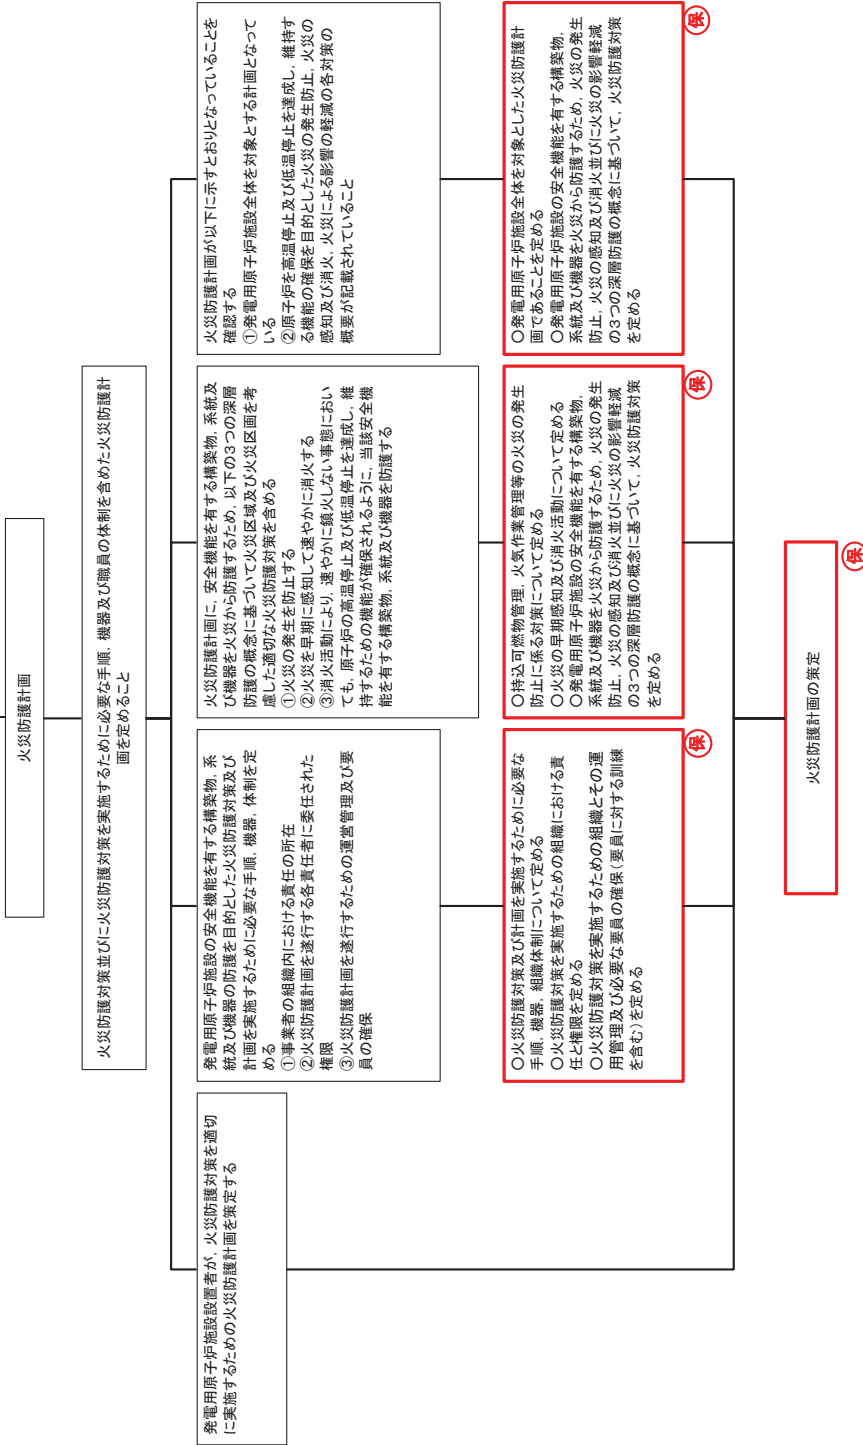 火災防護計画
火災防護対策並びに火災防護対策を実施するために必要な手順，機器及び職員の体制を含めた火災防護計
画を定めること
発電用原子炉施設設置者が，火災防護対策を適切
に実施するための火災防護計画を策定する
発電用原子炉施設の安全機能を有する構築物，系
統及び機器の防護を目的とした火災防護対策及び
計画を実施するために必要な手順，機器，体制を定
める
①事業者の組織内における責任の所在
②火災防護計画を遂行する各責任者に委任された
権限
③火災防護計画を遂行するための運営管理及び要
員の確保
火災防護計画に，安全機能を有する構築物，系統及
び機器を火災から防護するため，以下の3つの深層
防護の概念に基づいて火災区域及び火災区画を考
慮した適切な火災防護対策を含める
①火災の発生を防止する
②火災を早期に感知して速やかに消火する
③消火活動により，速やかに鎮火しない事態におい
ても，原子炉の高温停止及び低温停止を達成し，維
持するための機能が確保されるように，当該安全機
能を有する構築物，系統及び機器を防護する
火災防護計画が以下に示すとおりとなっていることを
確認する
①発電用原子炉施設全体を対象とする計画となって
いる
②原子炉を高温停止及び低温停止を達成し，維持す
る機能の確保を目的とした火災の発生防止，火災の
感知及び消火，火災による影響の軽減の各対策の
概要が記載されていること
○火災防護対策及び計画を実施するために必要な
手順，機器，組織体制について定める
○火災防護対策を実施するための組織における責
任と権限を定める
○火災防護対策を実施するための組織とその運
用管理及び必要な要員の確保（要員に対する訓練
を含む）を定める
保
○持込可燃物管理，火気作業管理等の火災の発生
防止に係る対策について定める
○火災の早期感知及び消火活動について定める
○発電用原子炉施設の安全機能を有する構築物，
系統及び機器を火災から防護するため，火災の発生
防止，火災の感知及び消火並びに火災の影響軽減
の3つの深層防護の概念に基づいて，火災防護対策
を定める
保
○発電用原子炉施設全体を対象とした火災防護計
画であることを定める
○発電用原子炉施設の安全機能を有する構築物，
系統及び機器を火災から防護するため，火災の発生
防止，火災の感知及び消火並びに火災の影響軽減
の3つの深層防護の概念に基づいて，火災防護対策
を定める
保
火災防護計画の策定
保